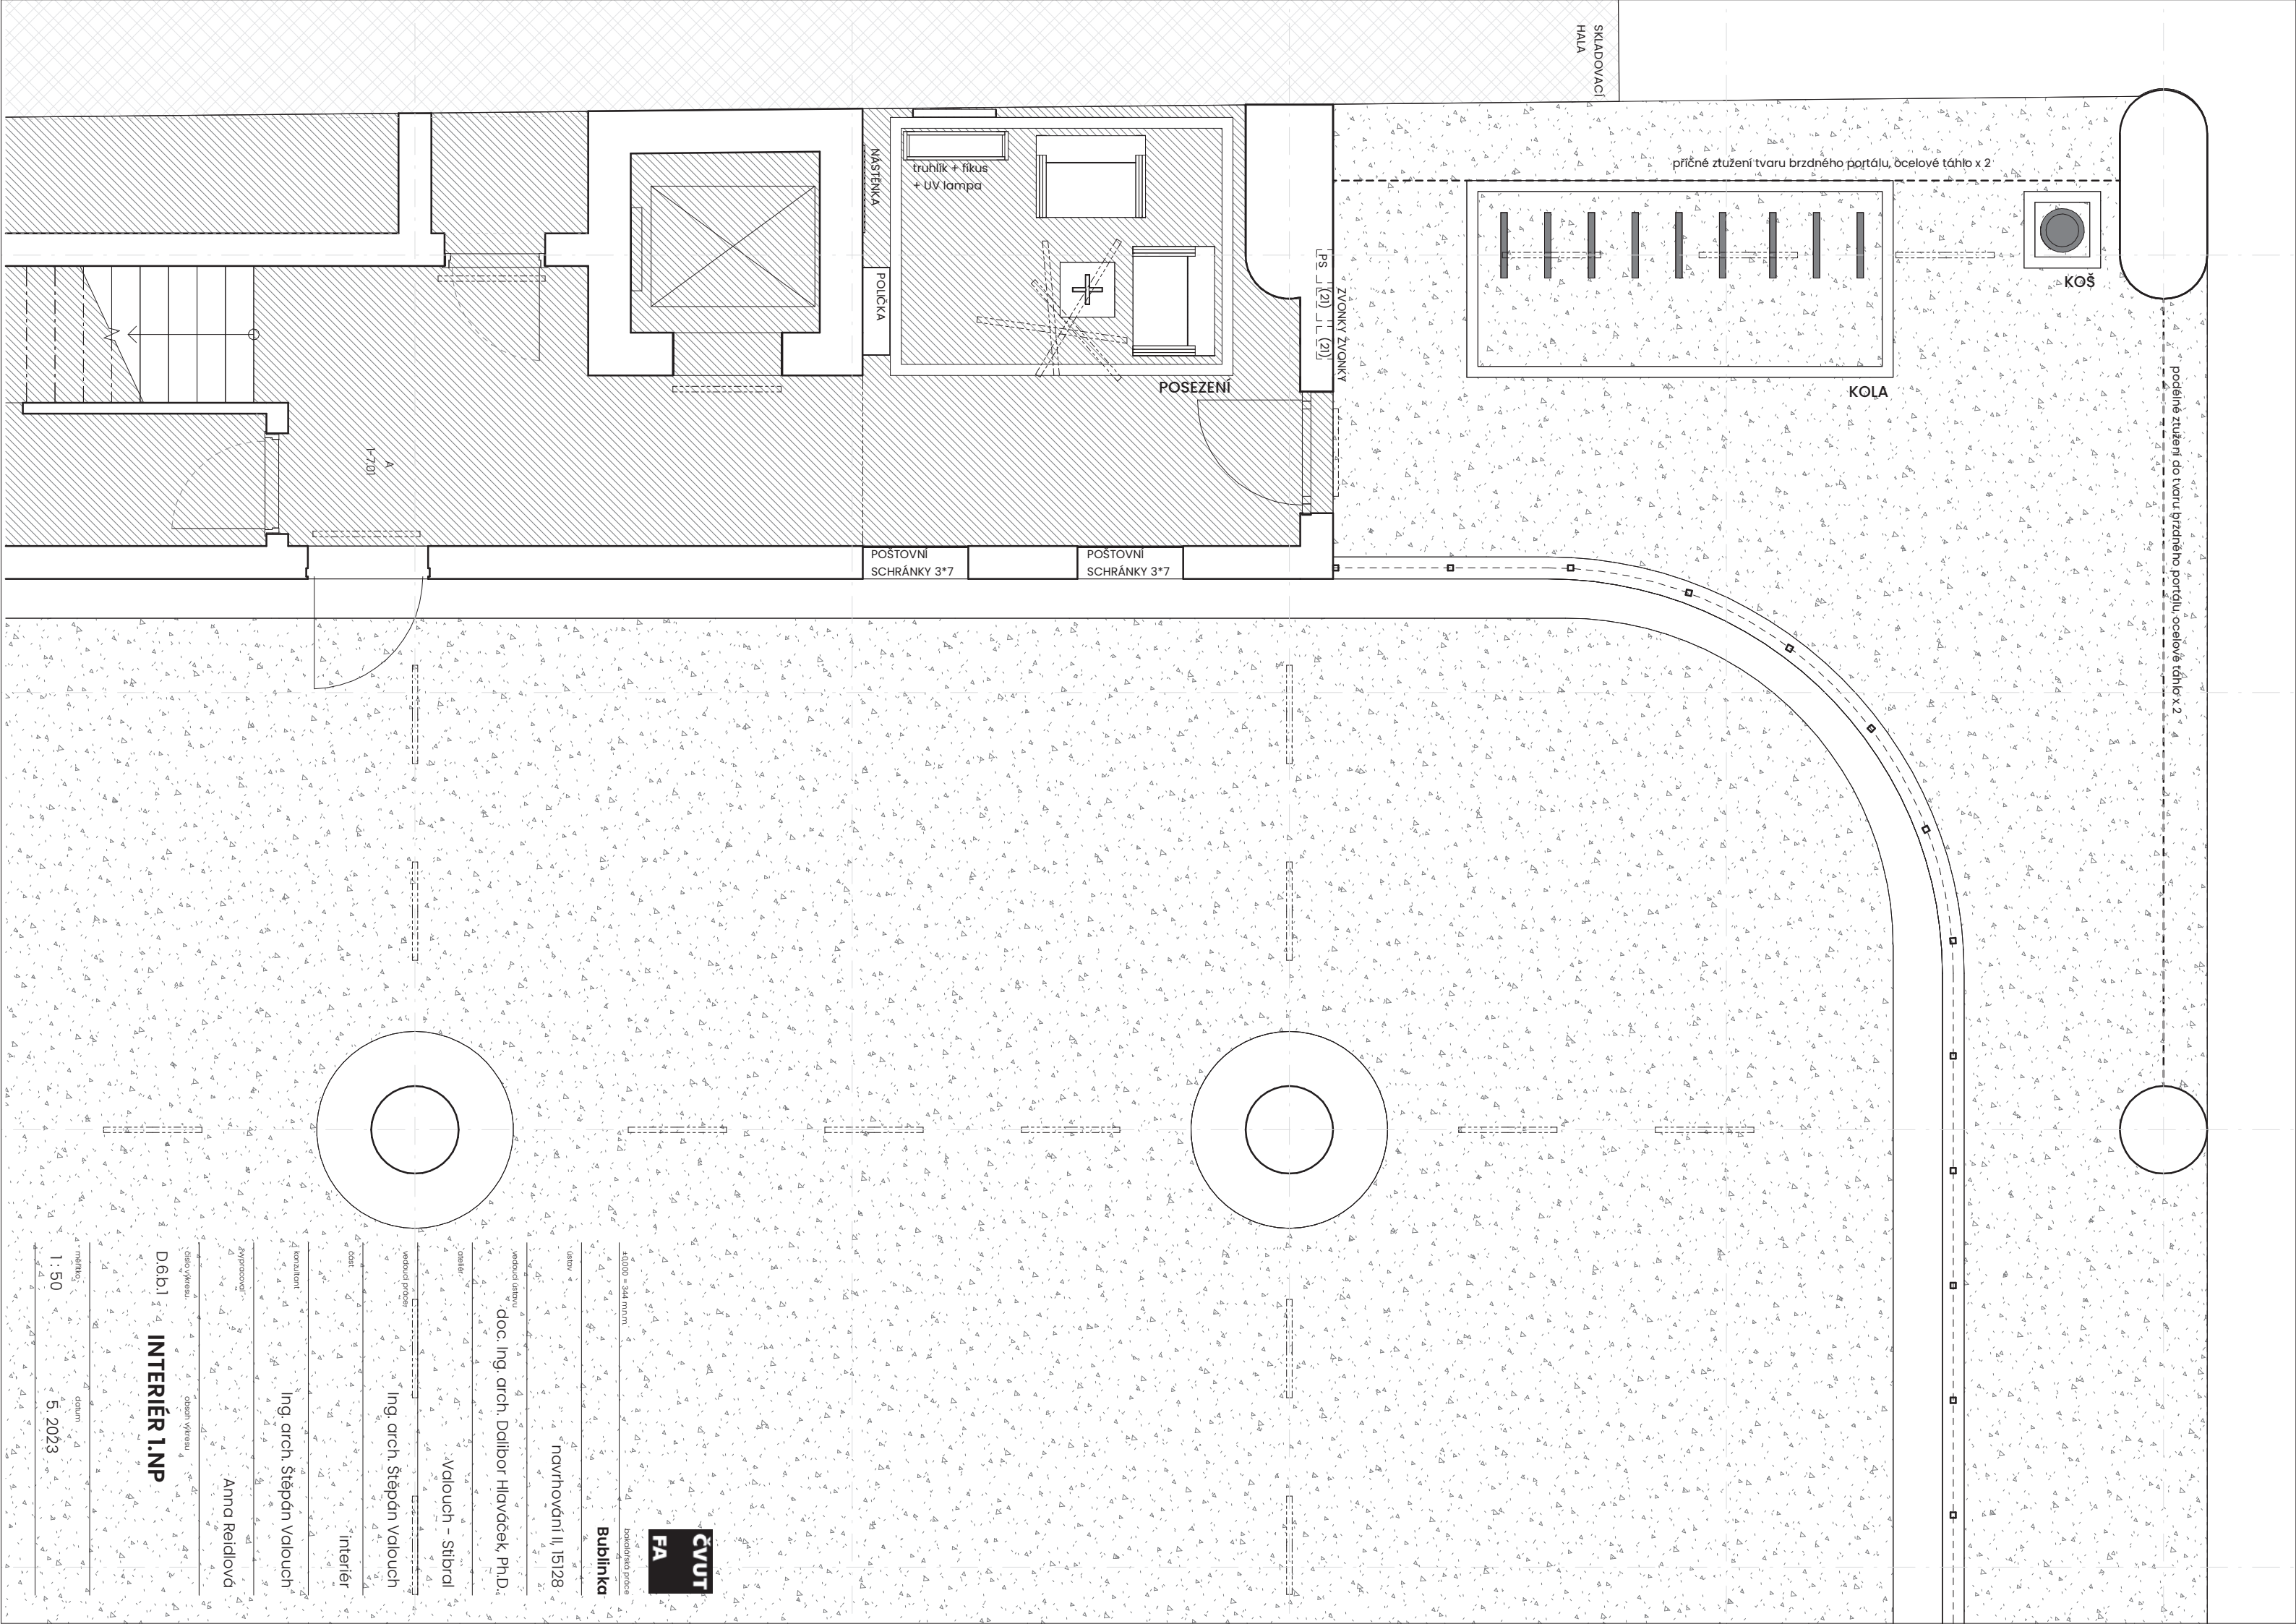 SKLADOVACÍ
HALA
příčné ztužení tvaru brzdného portálu, ocelové táhlo x 2
NÁSTĚNKA
truhlík + fíkus
+ UV lampa
POLIČKA
POSEZENÍ
PS
(21)
(21)
ZVONKY ZVONKY
KOLA
KOŠ
podélné ztužení do tvaru brzdného portálu, ocelové táhlo x 2
A
1-7.01
POŠTOVNÍ
SCHRÁNKY 3*7
POŠTOVNÍ
SCHRÁNKY 3*7
ČVUT
FA
±0,000 = 344 m.n.m.
bakalářská práce
Bublinka
ústav
navrhování II, 15128
vedoucí ústavu
doc. Ing. arch. Dalibor Hlaváček, Ph.D.
ateliér
Valouch - Stibral
vedoucí práce
Ing. arch. Štěpán Valouch
část
interiér
konzultant
Ing. arch. Štěpán Valouch
vypracoval
Anna Reidlová
číslo výkresu
obsah výkresu
D.6.b.1
INTERIÉR 1.NP
měřítko
datum
1 : 50
5. 2023